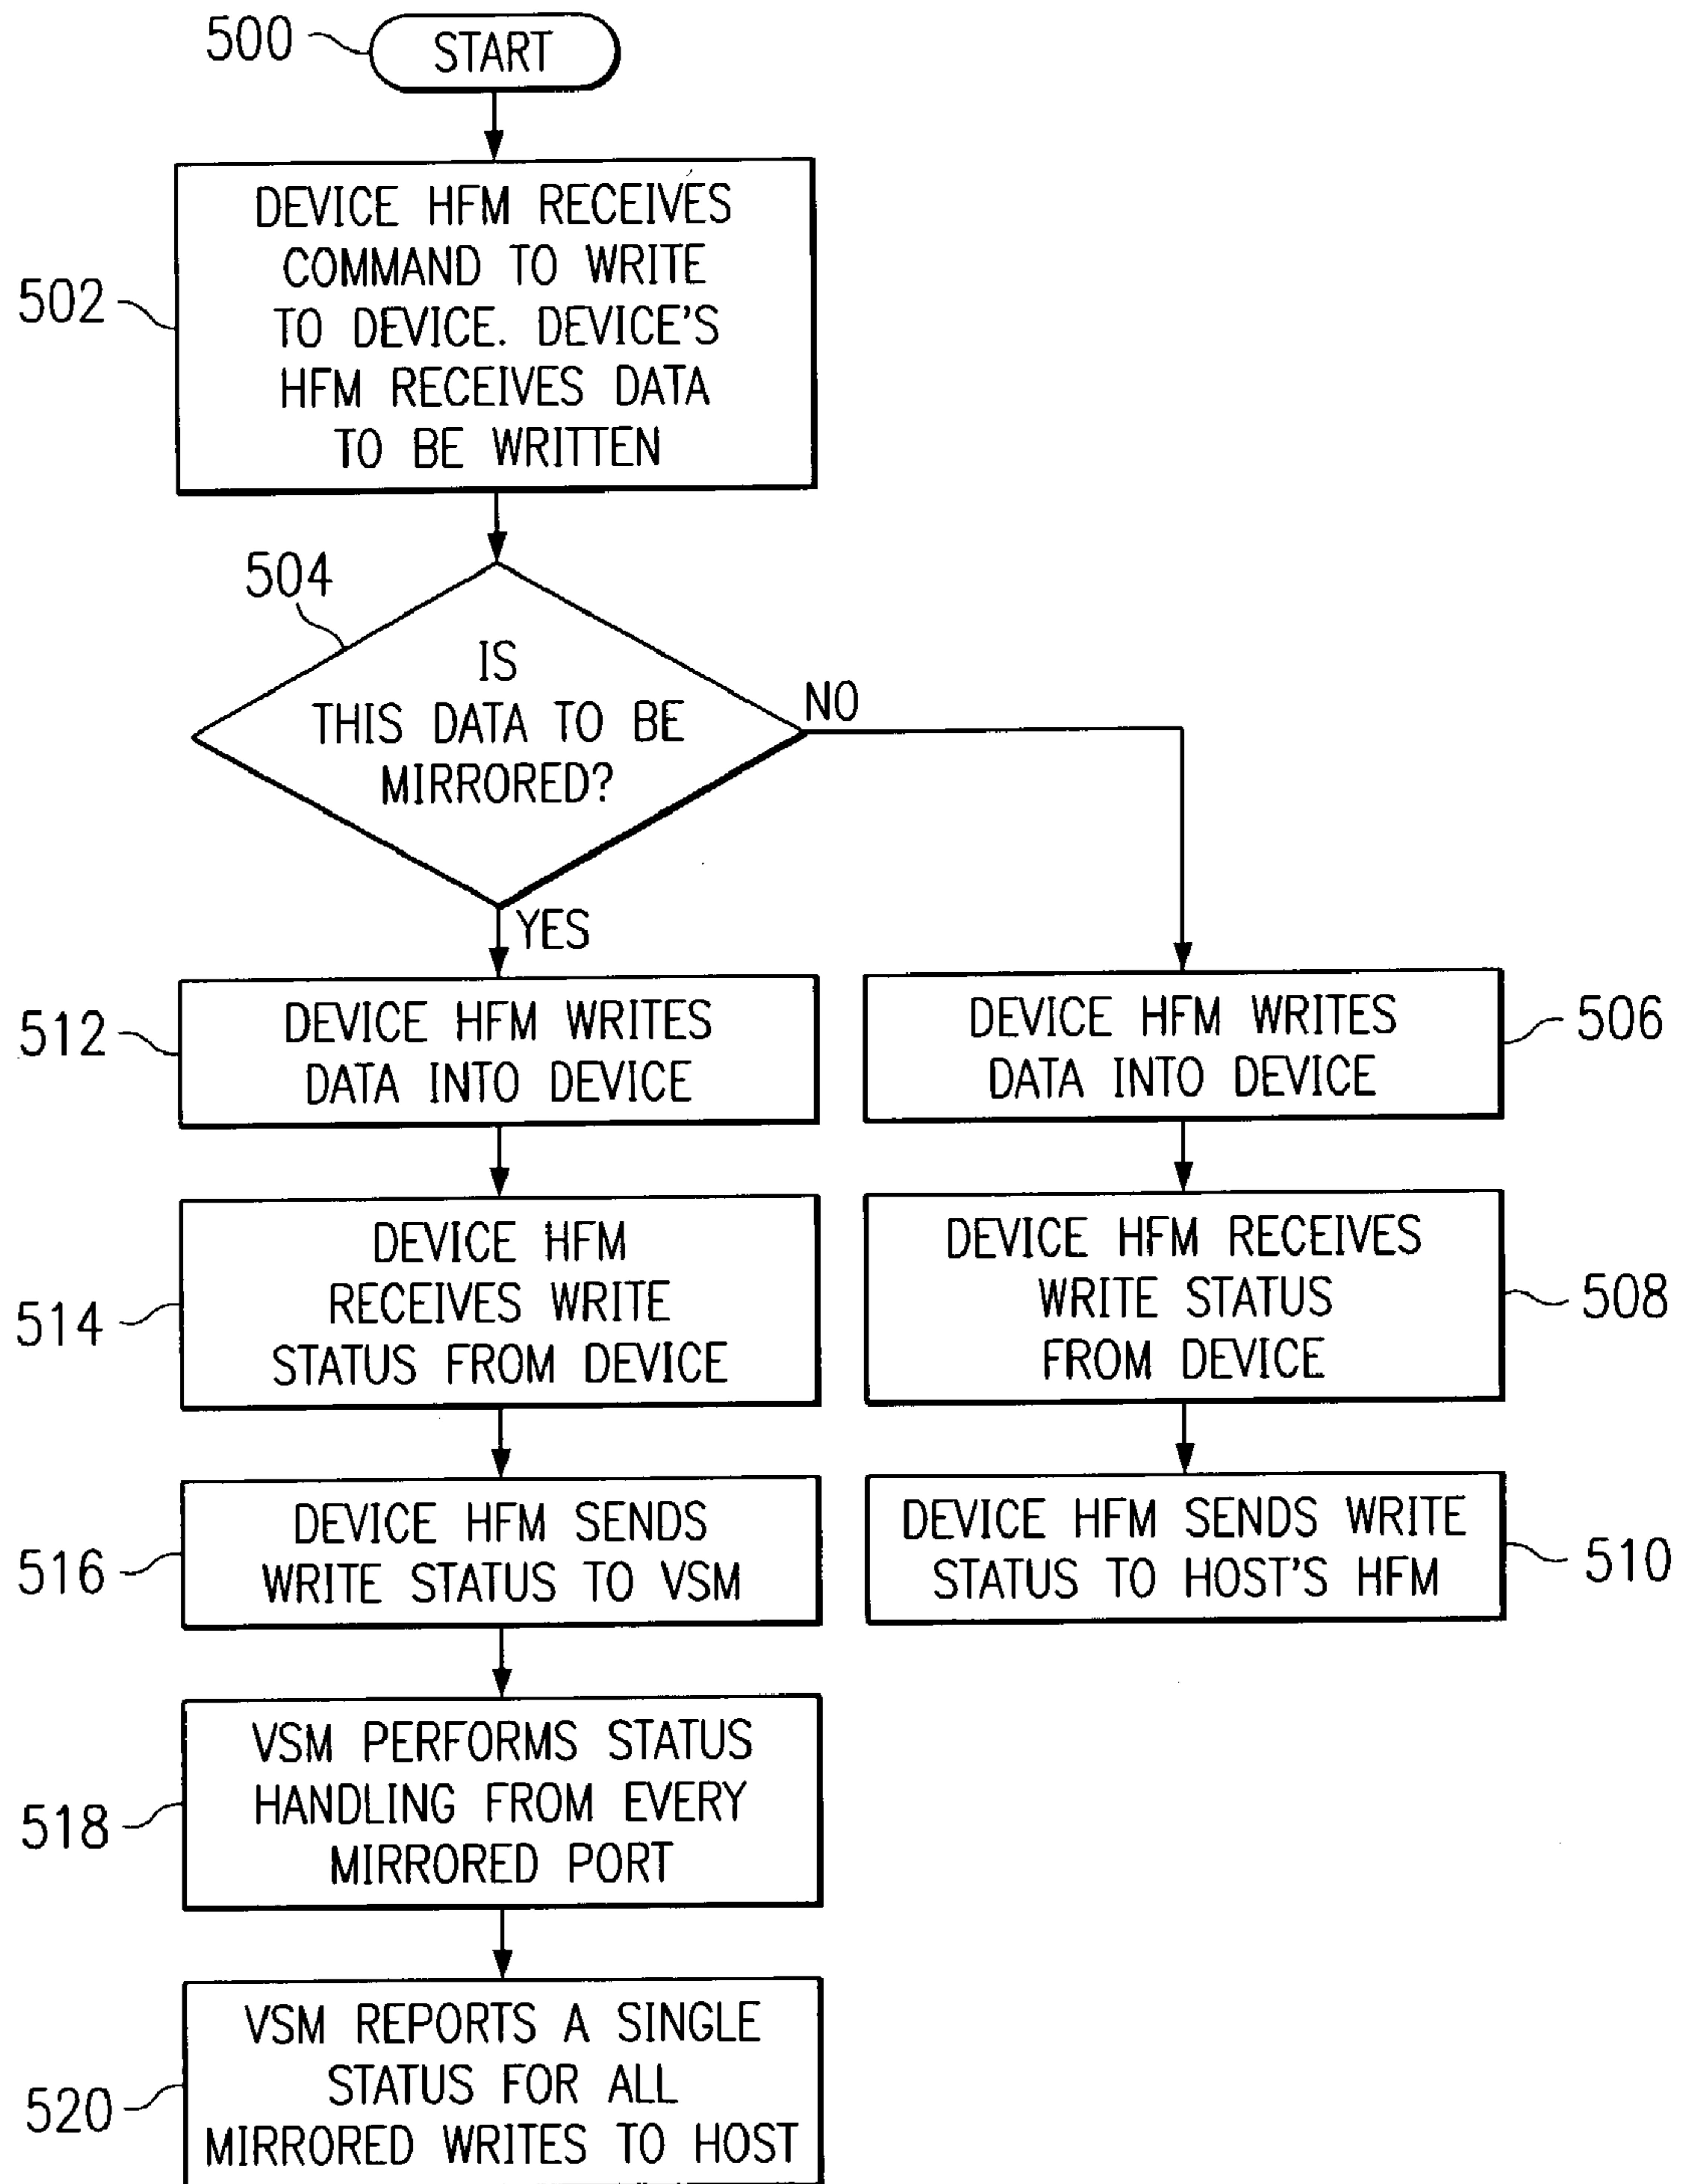 500
START
502
DEVICE HFM RECEIVES
COMMAND TO WRITE
TO DEVICE. DEVICE'S
HFM RECEIVES DATA
TO BE WRITTEN
504
IS
THIS DATA TO BE
MIRRORED?
NO
YES
512
DEVICE HFM WRITES
DATA INTO DEVICE
506
DEVICE HFM WRITES
DATA INTO DEVICE
514
DEVICE HFM
RECEIVES WRITE
STATUS FROM DEVICE
508
DEVICE HFM RECEIVES
WRITE STATUS
FROM DEVICE
516
DEVICE HFM SENDS
WRITE STATUS TO VSM
510
DEVICE HFM SENDS WRITE
STATUS TO HOST'S HFM
518
VSM PERFORMS STATUS
HANDLING FROM EVERY
MIRRORED PORT
520
VSM REPORTS A SINGLE
STATUS FOR ALL
MIRRORED WRITES TO HOST